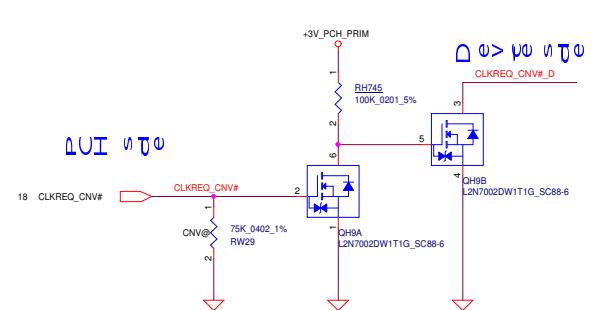 +3V_PCH_PRIM
CLKREQ_CNV#_D
1
RH745
100K_0201_5%
2
3
5
4
QH9B
L2N7002DW1T1G_SC88-6
PCH
6
18 CLKREQ_CNV#
CLKREQ_CNV#
2
1
CNV@
75K_0402_1%
RW29
2
1
QH9A
L2N7002DW1T1G_SC88-6